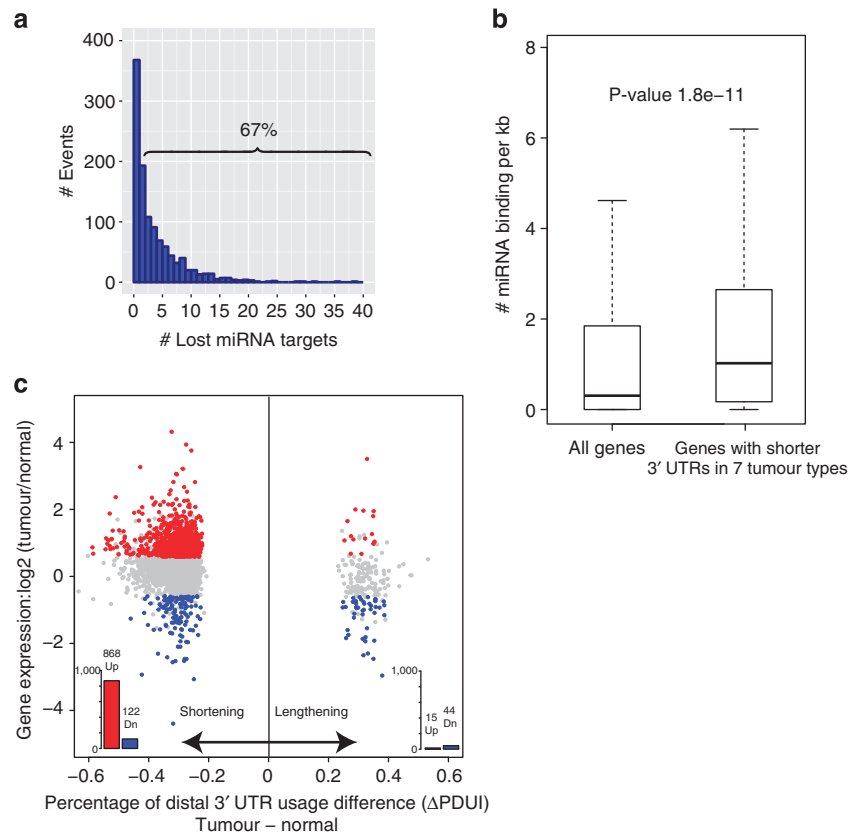 a
400
300
200
100
0
# Events
67%
0 5 10 15 20 25 30 35 40
# Lost miRNA targets
b
8
6
4
2
0
# miRNA binding per kb
P-value 1.8e−11
All genes
Genes with shorter
3′ UTRs in 7 tumour types
c
4
2
0
−2
−4
Gene expression:log2 (tumour/normal)
868
Up
1,000
122
Dn
0
Shortening
Lengthening
1,000
15
Up
44
Dn
0
−0.6 −0.4 −0.2 0 0.2 0.4 0.6
Percentage of distal 3′ UTR usage difference (ΔPDUI)
Tumour − normal